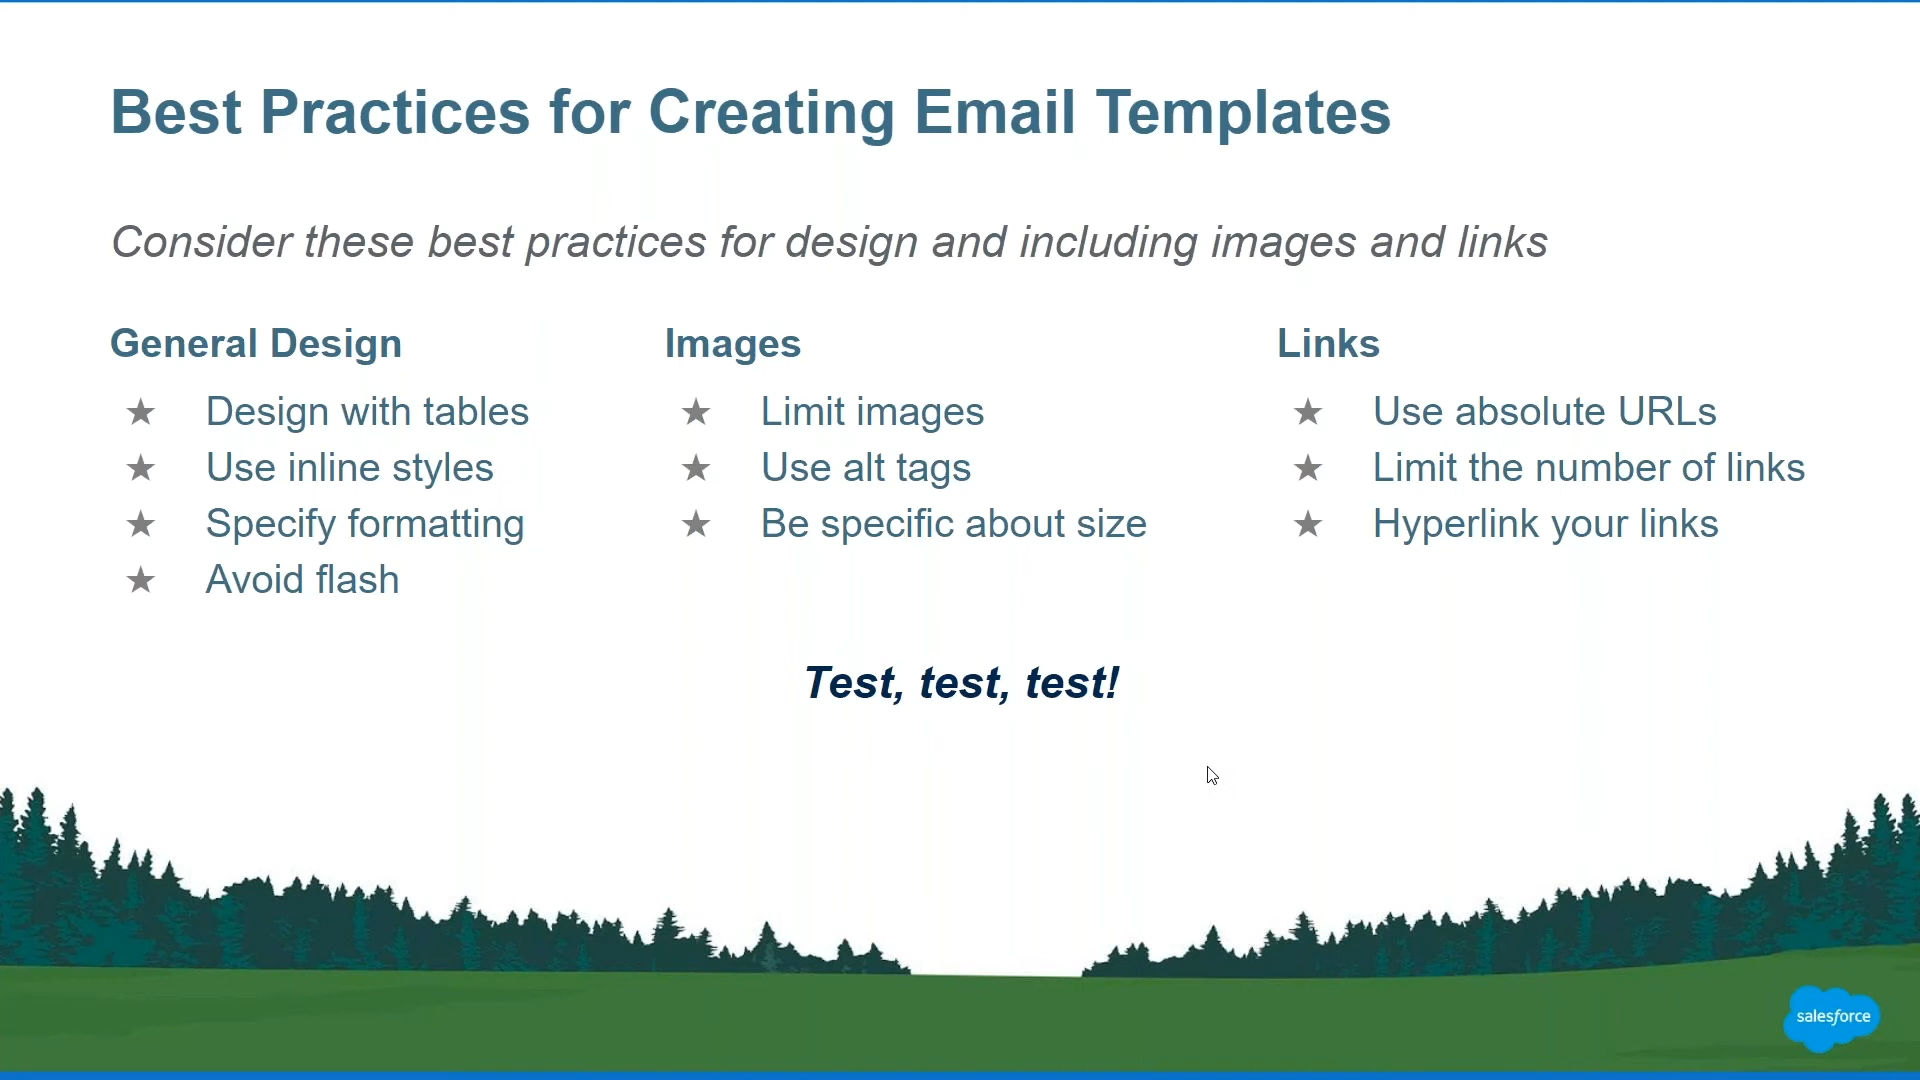 Best Practices for Creating Email Templates
Consider these best practices for design and including images and links
General Design
★ Design with tables
★ Use inline styles
★ Specify formatting
★ Avoid flash
Images
★ Limit images
★ Use alt tags
★ Be specific about size
Links
★ Use absolute URLs
★ Limit the number of links
★ Hyperlink your links
Test, test, test!
salesforce